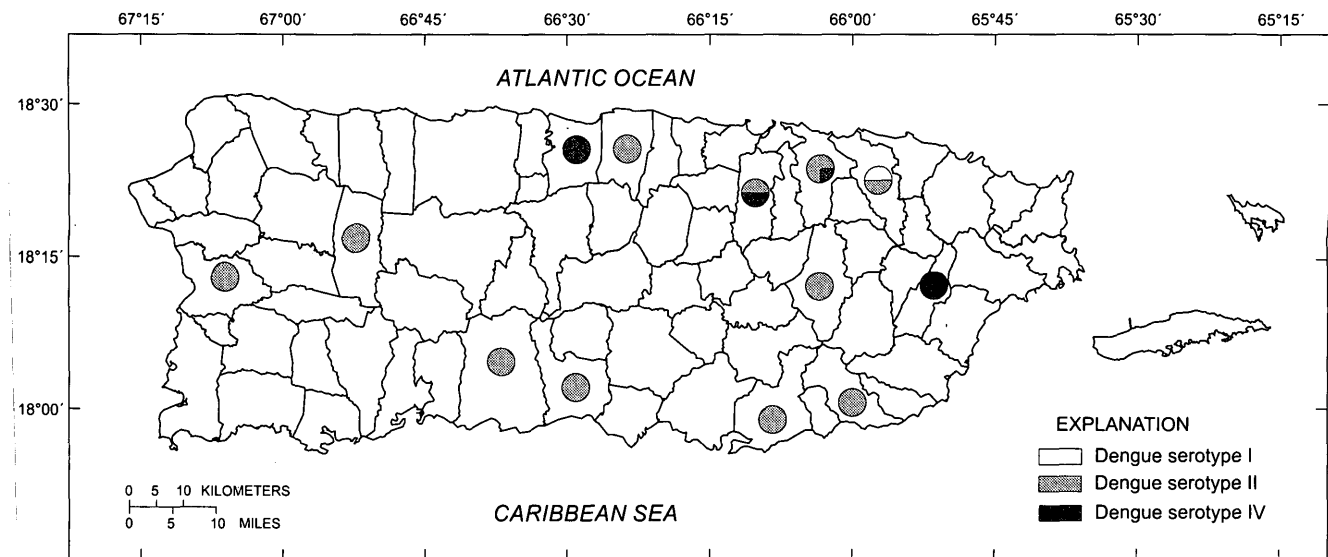 67°15´ 67°00´ 66°45´ 66°30´ 66°15´ 66°00´ 65°45´ 65°30´ 65°15´
ATLANTIC OCEAN
18°30´
18°15´
18°00´
EXPLANATION
Dengue serotype I
Dengue serotype II
Dengue serotype IV
0 5 10 KILOMETERS
0 5 10 MILES
CARIBBEAN SEA